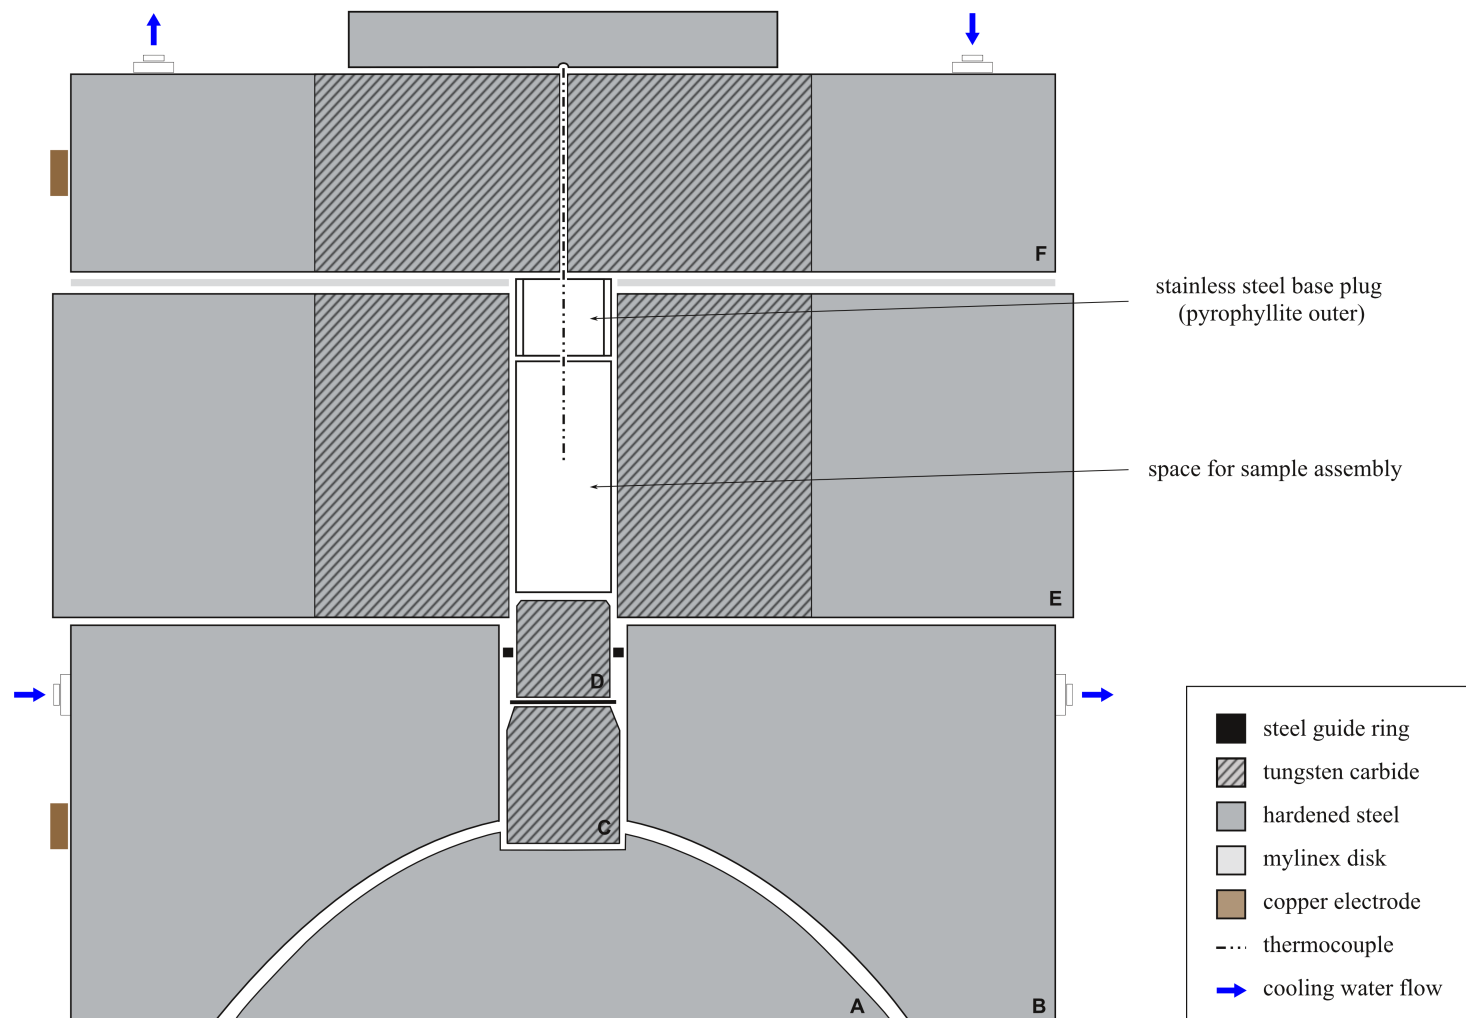 F
stainless steel base plug
(pyrophyllite outer)
space for sample assembly
E
D
C
A
B
steel guide ring
tungsten carbide
hardened steel
mylinex disk
copper electrode
thermocouple
cooling water flow